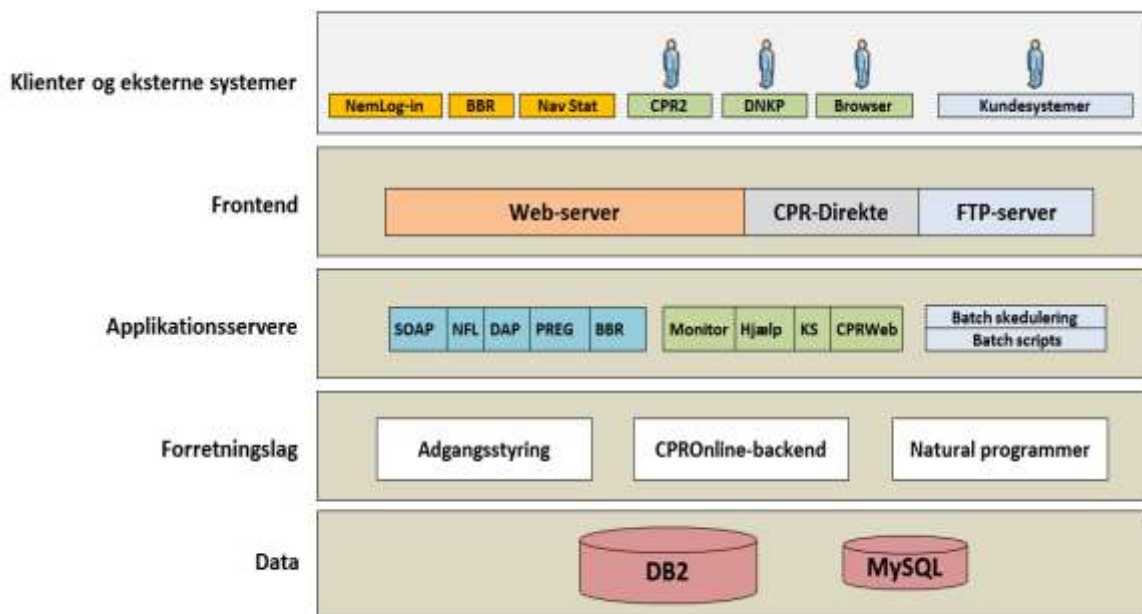 Klienter og eksterne systemer
NemLog-in BBR Nav Stat CPR2 DNKP Browser Kundesystemer
Frontend
Web-server CPR-Direkte FTP-server
Applikationsservere
SOAP NFL DAP PREG BBR Monitor Hjælp KS CPRWeb
Batch skedulering
Batch scripts
Forretningslag
Adgangsstyring CPROnline-backend Natural programmer
Data
DB2 MySQL